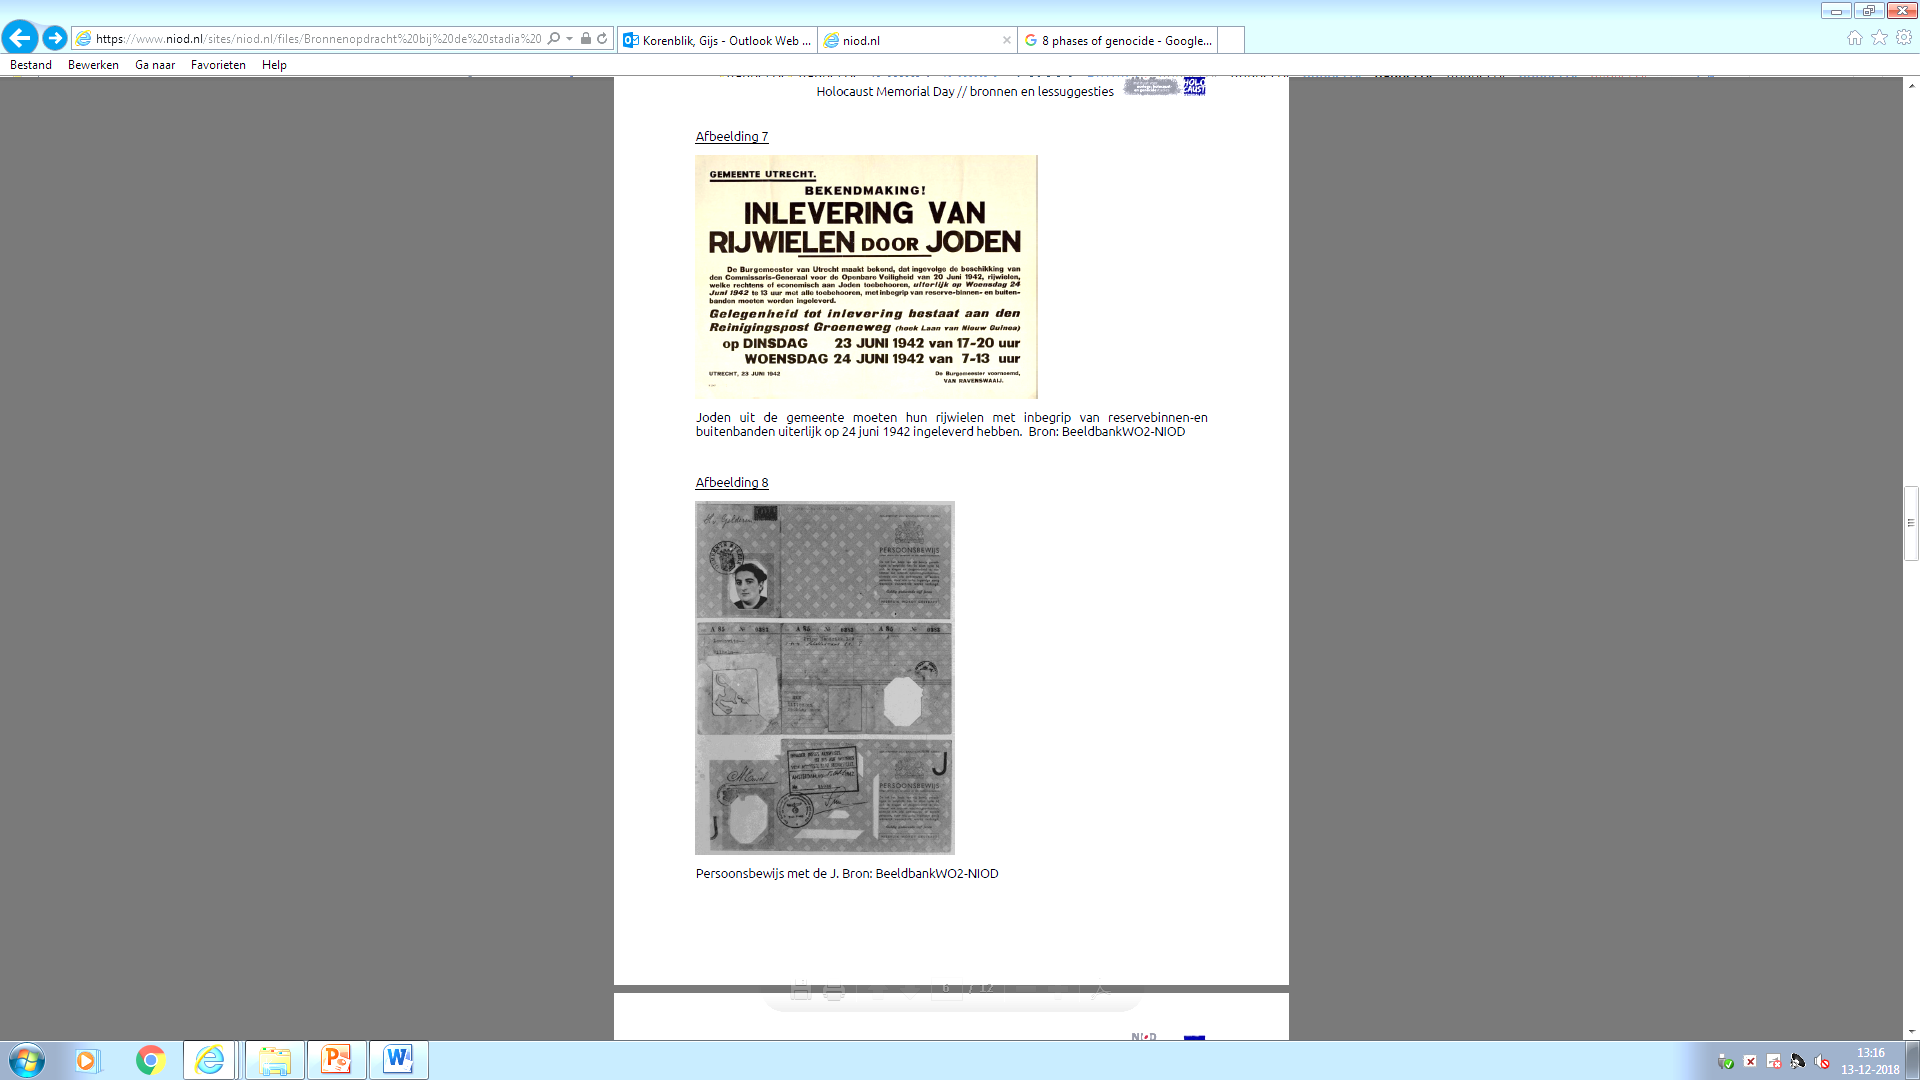 https://www.niod.nl/sites/niod.nl/files/Bronnenopdracht%20bij%20de%20stadia%20
Korenblik, Gijs - Outlook Web ...
niod.nl
8 phases of genocide - Google...
Bestand Bewerken Ga naar Favorieten Help
Holocaust Memorial Day // bronnen en lessuggesties
HOLO
CAUST
Afbeelding 7
GEMEENTE UTRECHT.
BEKENDMAKING!
INLEVERING VAN
RIJWIELEN DOOR JODEN
De Burgemeester van Utrecht maakt bekend, dat ingevolge de beschikking van
den Commissaris-Generaal voor de Openbare Veiligheid van 20 Juni 1942, rijwielen,
welke rechtens of economisch aan Joden toebehooren, uiterlijk op Woensdag 24
Juni 1942 te 13 uur met alle toebehooren, met inbegrip van reserve-binnen- en buiten-
banden moeten worden ingeleverd.
Gelegenheid tot inlevering bestaat aan den
Reinigingspost Groeneweg (hoek Laan van Nieuw Guinea)
op DINSDAG 23 JUNI 1942 van 17-20 uur
WOENSDAG 24 JUNI 1942 van 7-13 uur
UTRECHT, 23 JUNI 1942
De Burgemeester voornoemd,
VAN RAVENSWAAIJ.
Joden uit de gemeente moeten hun rijwielen met inbegrip van reservebinnen-en
buitenbanden uiterlijk op 24 juni 1942 ingeleverd hebben. Bron: BeeldbankWO2-NIOD
Afbeelding 8
PERSOONSBEWIJS
J
PERSOONSBEWIJS
J
Persoonsbewijs met de J. Bron: BeeldbankWO2-NIOD
6 / 12
NIOD
13:16
13-12-2018